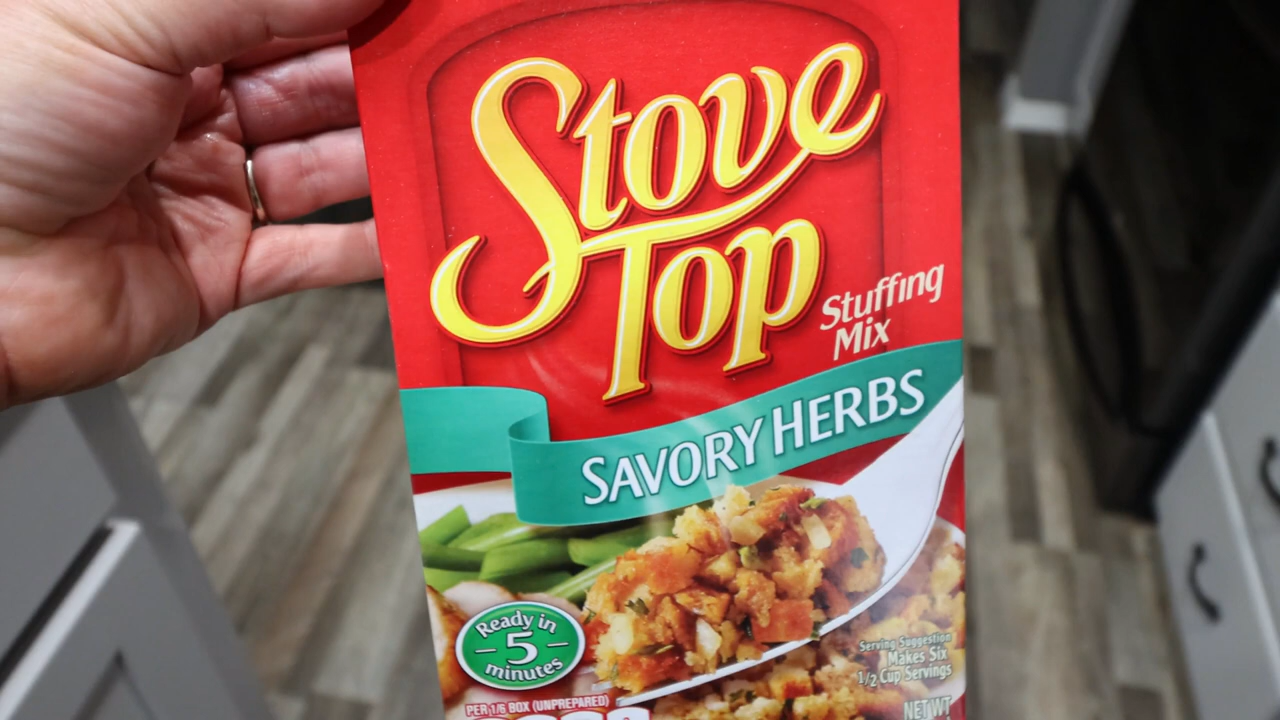 Stove
Top
Stuffing
Mix
SAVORY HERBS
Ready in
5
minutes
Serving Suggestion
Makes Six
1/2 Cup Servings
PER 1/6 BOX (UNPREPARED)
NET WT